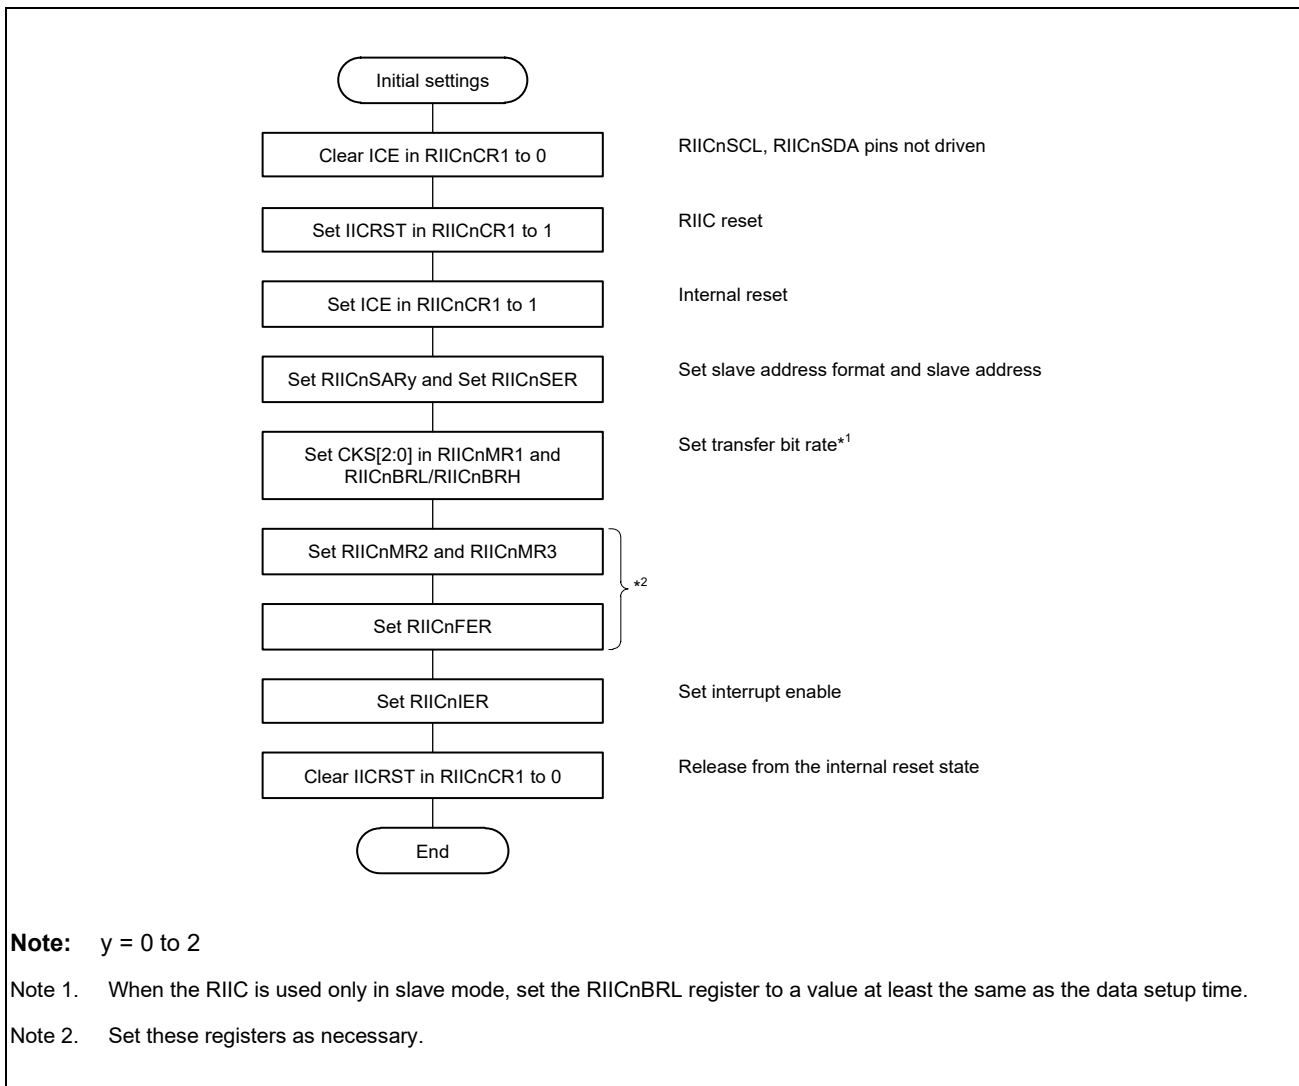 Initial settings
Clear ICE in RIICnCR1 to 0
RIICnSCL, RIICnSDA pins not driven
Set IICRST in RIICnCR1 to 1
RIIC reset
Set ICE in RIICnCR1 to 1
Internal reset
Set RIICnSARy and Set RIICnSER
Set slave address format and slave address
Set CKS[2:0] in RIICnMR1 and
RIICnBRL/RIICnBRH
Set transfer bit rate*1
Set RIICnMR2 and RIICnMR3
*2
Set RIICnFER
Set RIICnIER
Set interrupt enable
Clear IICRST in RIICnCR1 to 0
Release from the internal reset state
End
Note: y = 0 to 2
Note 1. When the RIIC is used only in slave mode, set the RIICnBRL register to a value at least the same as the data setup time.
Note 2. Set these registers as necessary.